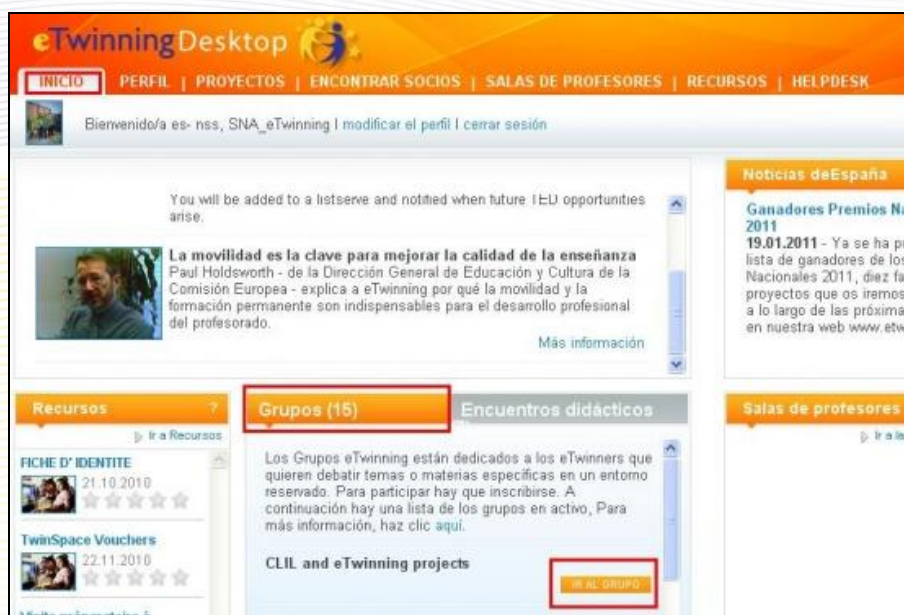 eTwinningDesktop
INICIO PERFIL | PROYECTOS | ENCONTRAR SOCIOS | SALAS DE PROFESORES | RECURSOS | HELPDESK
Bienvenido/a es- nss, SNA_eTwinning | modificar el perfil | cerrar sesión
You will be added to a listserve and notified when future TED opportunities
arise.
La movilidad es la clave para mejorar la calidad de la enseñanza
Paul Holdsworth - de la Dirección General de Educación y Cultura de la
Comisión Europea - explica a eTwinning por qué la movilidad y la
formación permanente son indispensables para el desarrollo profesional
del profesorado.
Más información
Noticias deEspaña
Ganadores Premios Na
2011
19.01.2011 - Ya se ha pu
lista de ganadores de los
Nacionales 2011, diez fa
proyectos que os iremos
a lo largo de las próxima
en nuestra web www.etw
Recursos ?
Ir a Recursos
FICHE D' IDENTITE
21.10.2010
TwinSpace Vouchers
22.11.2010
Grupos (15)
Encuentros didácticos
Los Grupos eTwinning están dedicados a los eTwinners que
quieren debatir temas o materias específicas en un entorno
reservado. Para participar hay que inscribirse. A
continuación hay una lista de los grupos en activo, Para
más información, haz clic aquí.
CLIL and eTwinning projects
IR AL GRUPO
Salas de profesores
Ir a la